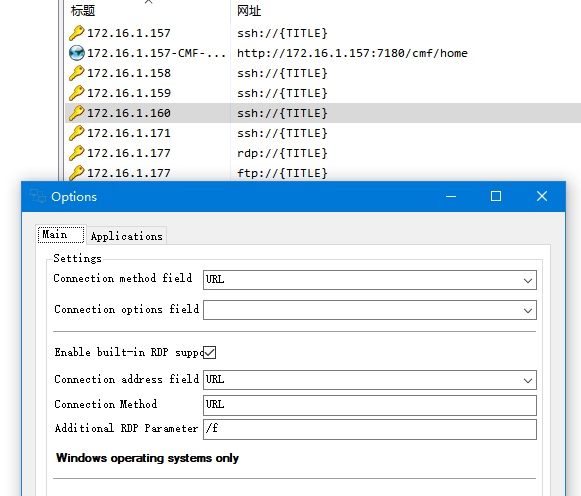 标题 网址
172.16.1.157 ssh://{TITLE}
172.16.1.157-CMF-... http://172.16.1.157:7180/cmf/home
172.16.1.158 ssh://{TITLE}
172.16.1.159 ssh://{TITLE}
172.16.1.160 ssh://{TITLE}
172.16.1.171 ssh://{TITLE}
172.16.1.177 rdp://{TITLE}
172.16.1.177 ftp://{TITLE}
Options
Main Applications
Settings
Connection method field URL
Connection options field
Enable built-in RDP suppo
Connection address field URL
Connection Method URL
Additional RDP Parameter /f
Windows operating systems only